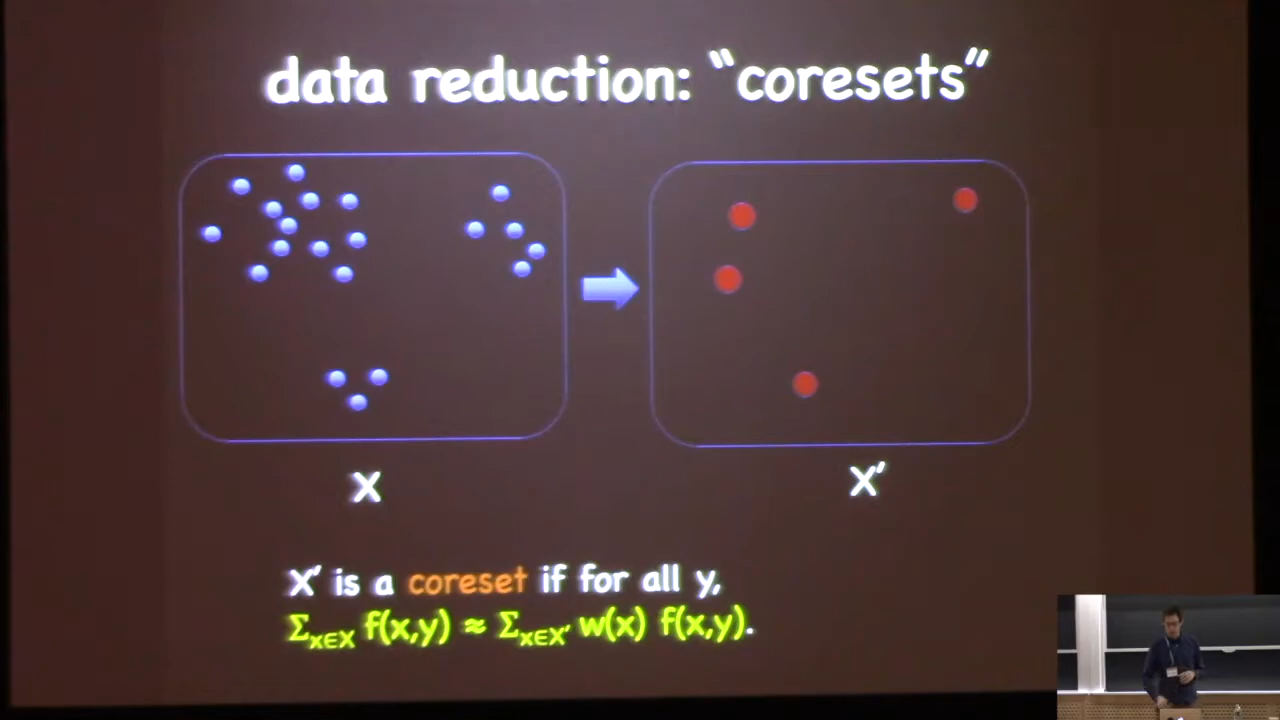 data reduction: “coresets”
X
X′
X′ is a coreset if for all y,
Σx∈X f(x,y) ≈ Σx∈X′ w(x) f(x,y).